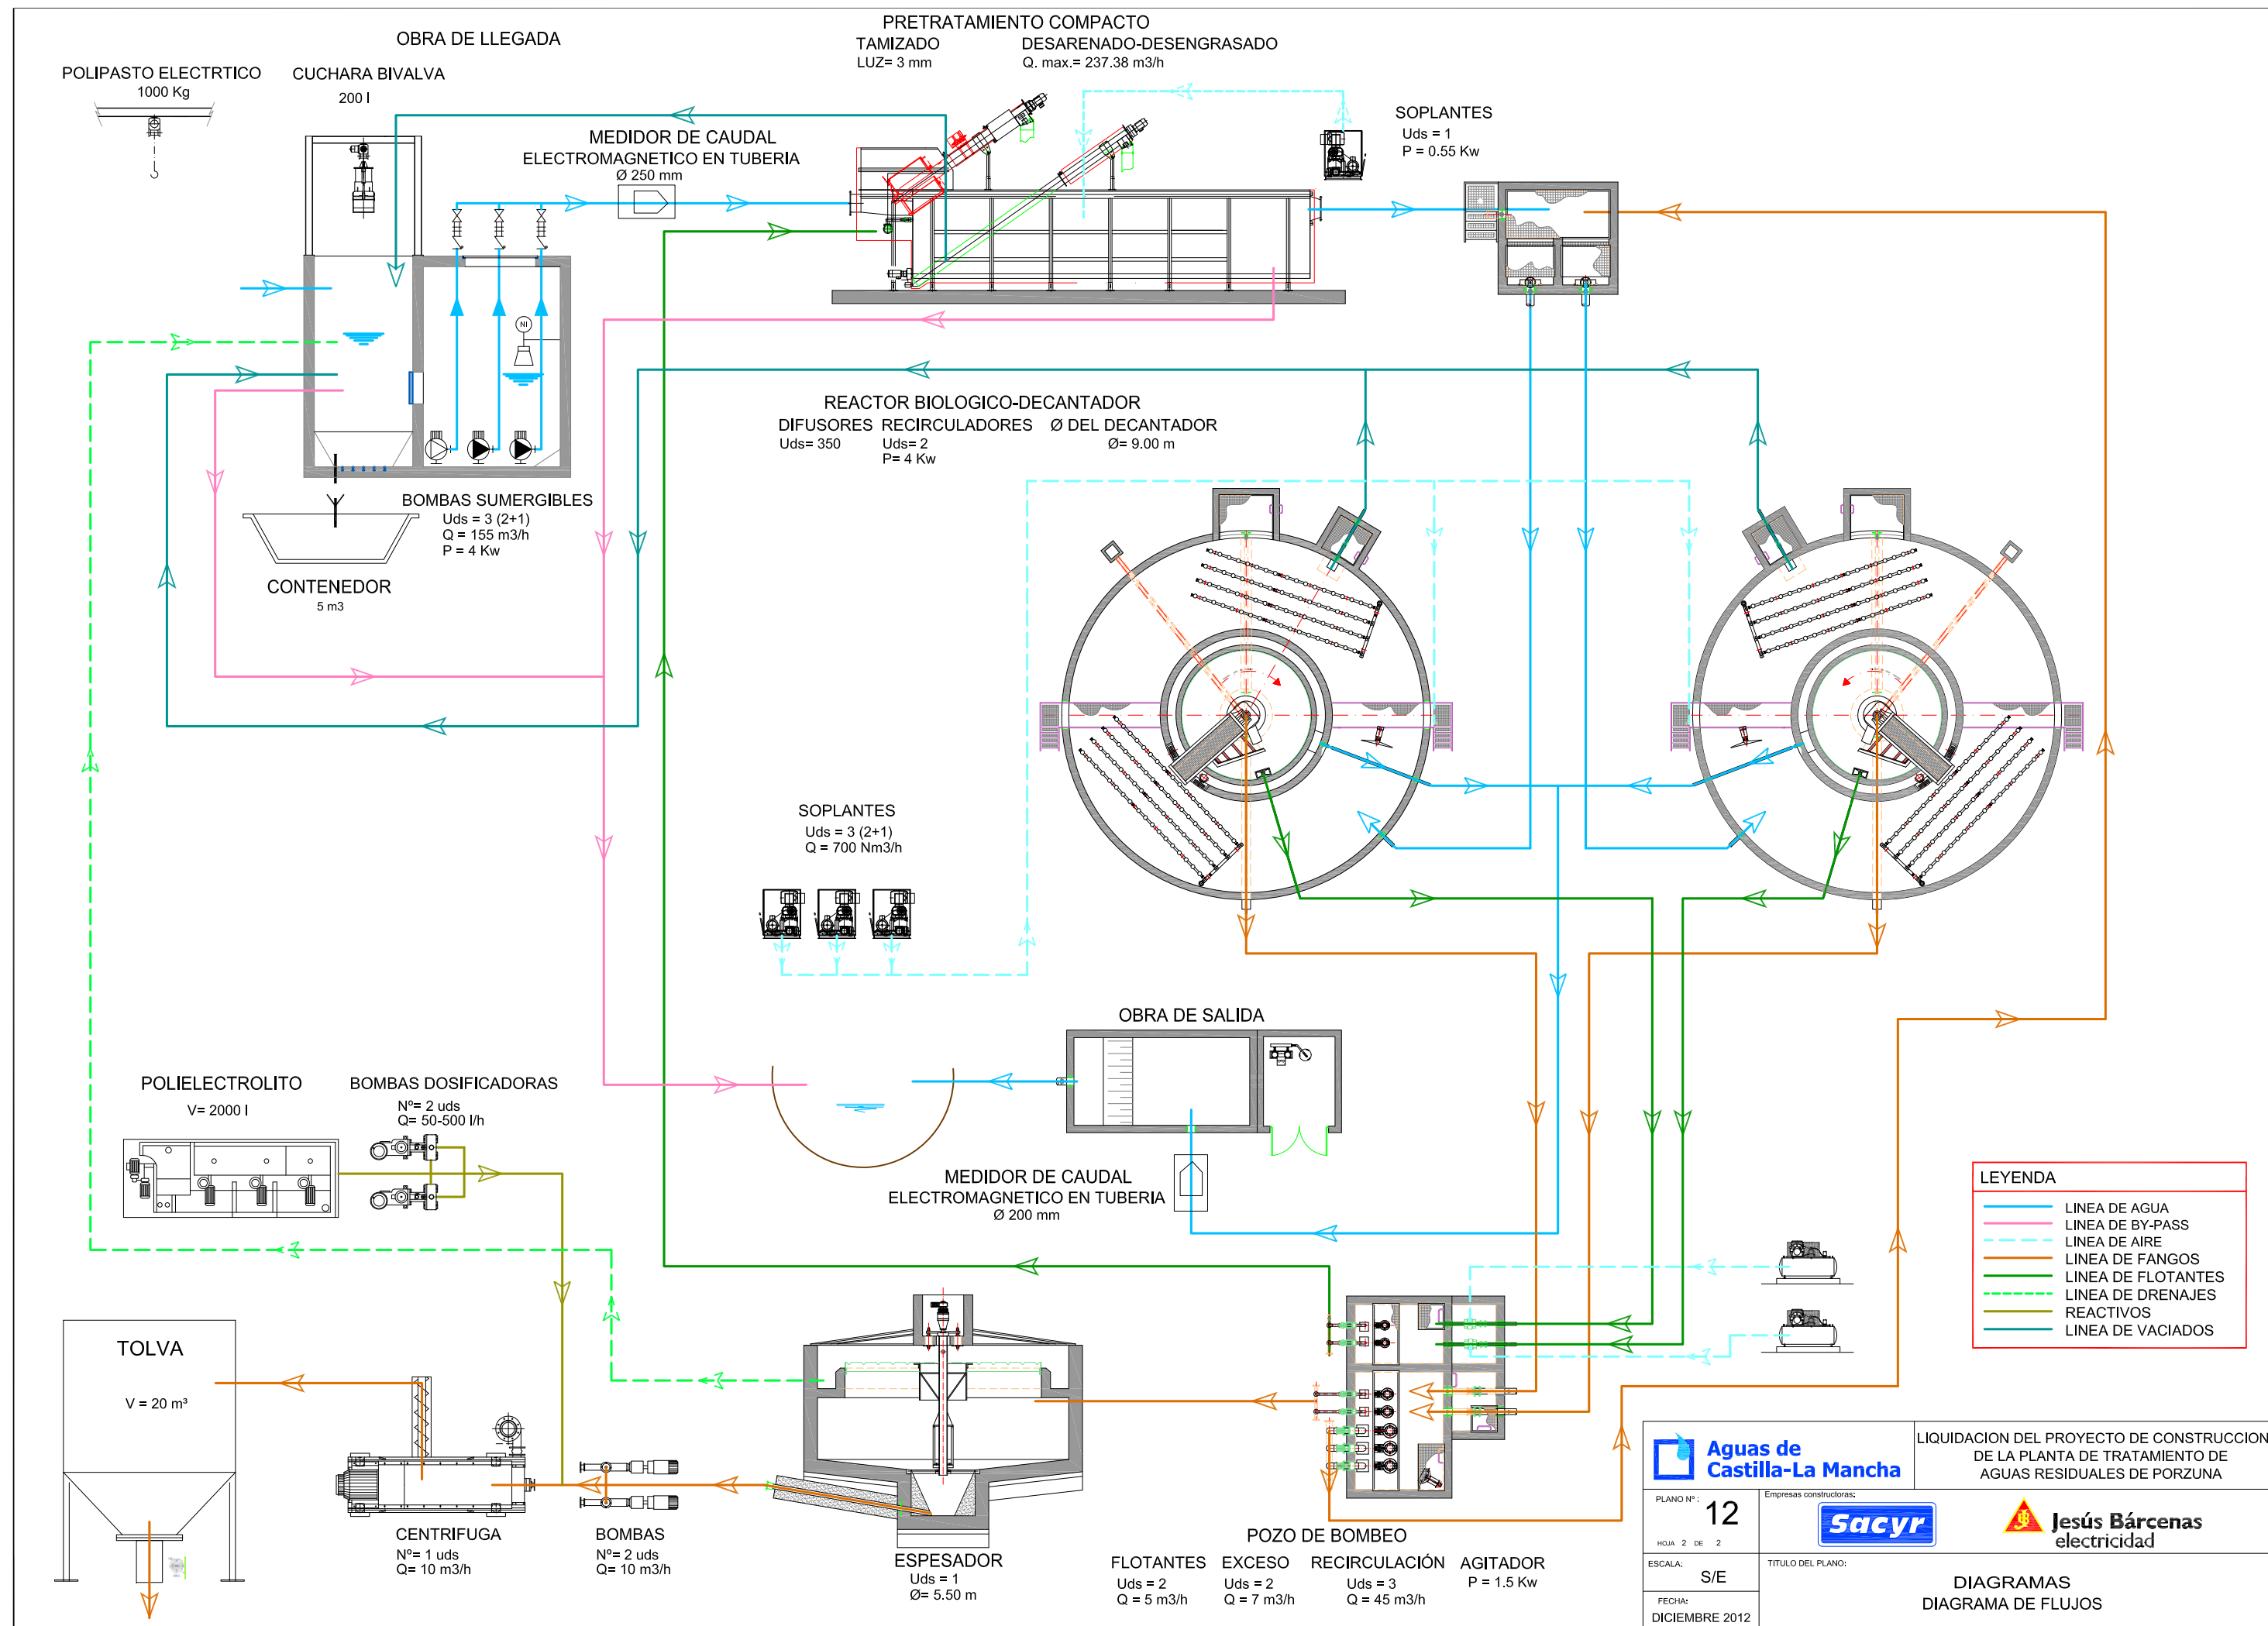 OBRA DE LLEGADA
POLIPASTO ELECTRTICO
1000 Kg
CUCHARA BIVALVA
200 l
PRETRATAMIENTO COMPACTO
TAMIZADO
LUZ= 3 mm
DESARENADO-DESENGRASADO
Q. max.= 237.38 m3/h
MEDIDOR DE CAUDAL
ELECTROMAGNETICO EN TUBERIA
Ø 250 mm
SOPLANTES
Uds = 1
P = 0.55 Kw
NI
REACTOR BIOLOGICO-DECANTADOR
DIFUSORES
Uds= 350
RECIRCULADORES
Uds= 2
P= 4 Kw
Ø DEL DECANTADOR
Ø= 9.00 m
BOMBAS SUMERGIBLES
Uds = 3 (2+1)
Q = 155 m3/h
P = 4 Kw
CONTENEDOR
5 m3
SOPLANTES
Uds = 3 (2+1)
Q = 700 Nm3/h
OBRA DE SALIDA
POLIELECTROLITO
V= 2000 l
BOMBAS DOSIFICADORAS
Nº= 2 uds
Q= 50-500 l/h
MEDIDOR DE CAUDAL
ELECTROMAGNETICO EN TUBERIA
Ø 200 mm
LEYENDA
LINEA DE AGUA
LINEA DE BY-PASS
LINEA DE AIRE
LINEA DE FANGOS
LINEA DE FLOTANTES
LINEA DE DRENAJES
REACTIVOS
LINEA DE VACIADOS
TOLVA
V = 20 m³
CENTRIFUGA
Nº= 1 uds
Q= 10 m3/h
BOMBAS
Nº= 2 uds
Q= 10 m3/h
ESPESADOR
Uds = 1
Ø= 5.50 m
POZO DE BOMBEO
FLOTANTES
Uds = 2
Q = 5 m3/h
EXCESO
Uds = 2
Q = 7 m3/h
RECIRCULACIÓN
Uds = 3
Q = 45 m3/h
AGITADOR
P = 1.5 Kw
Aguas de
Castilla-La Mancha
LIQUIDACION DEL PROYECTO DE CONSTRUCCION
DE LA PLANTA DE TRATAMIENTO DE
AGUAS RESIDUALES DE PORZUNA
PLANO Nº :
12
HOJA 2 DE 2
Empresas constructoras:
Sacyr
Jesús Bárcenas
electricidad
ESCALA:
S/E
TITULO DEL PLANO:
DIAGRAMAS
DIAGRAMA DE FLUJOS
FECHA:
DICIEMBRE 2012